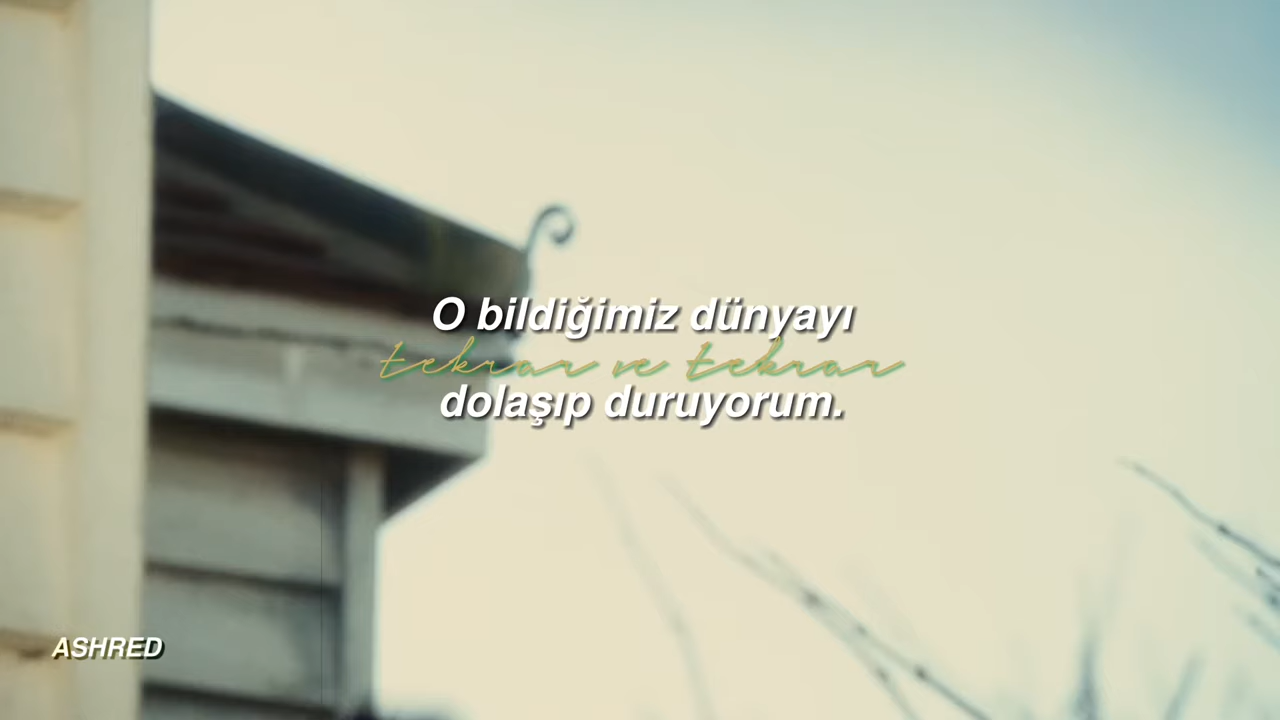 O bildiğimiz dünyayı
tekrar ve tekrar
dolaşıp duruyorum.
ASHRED